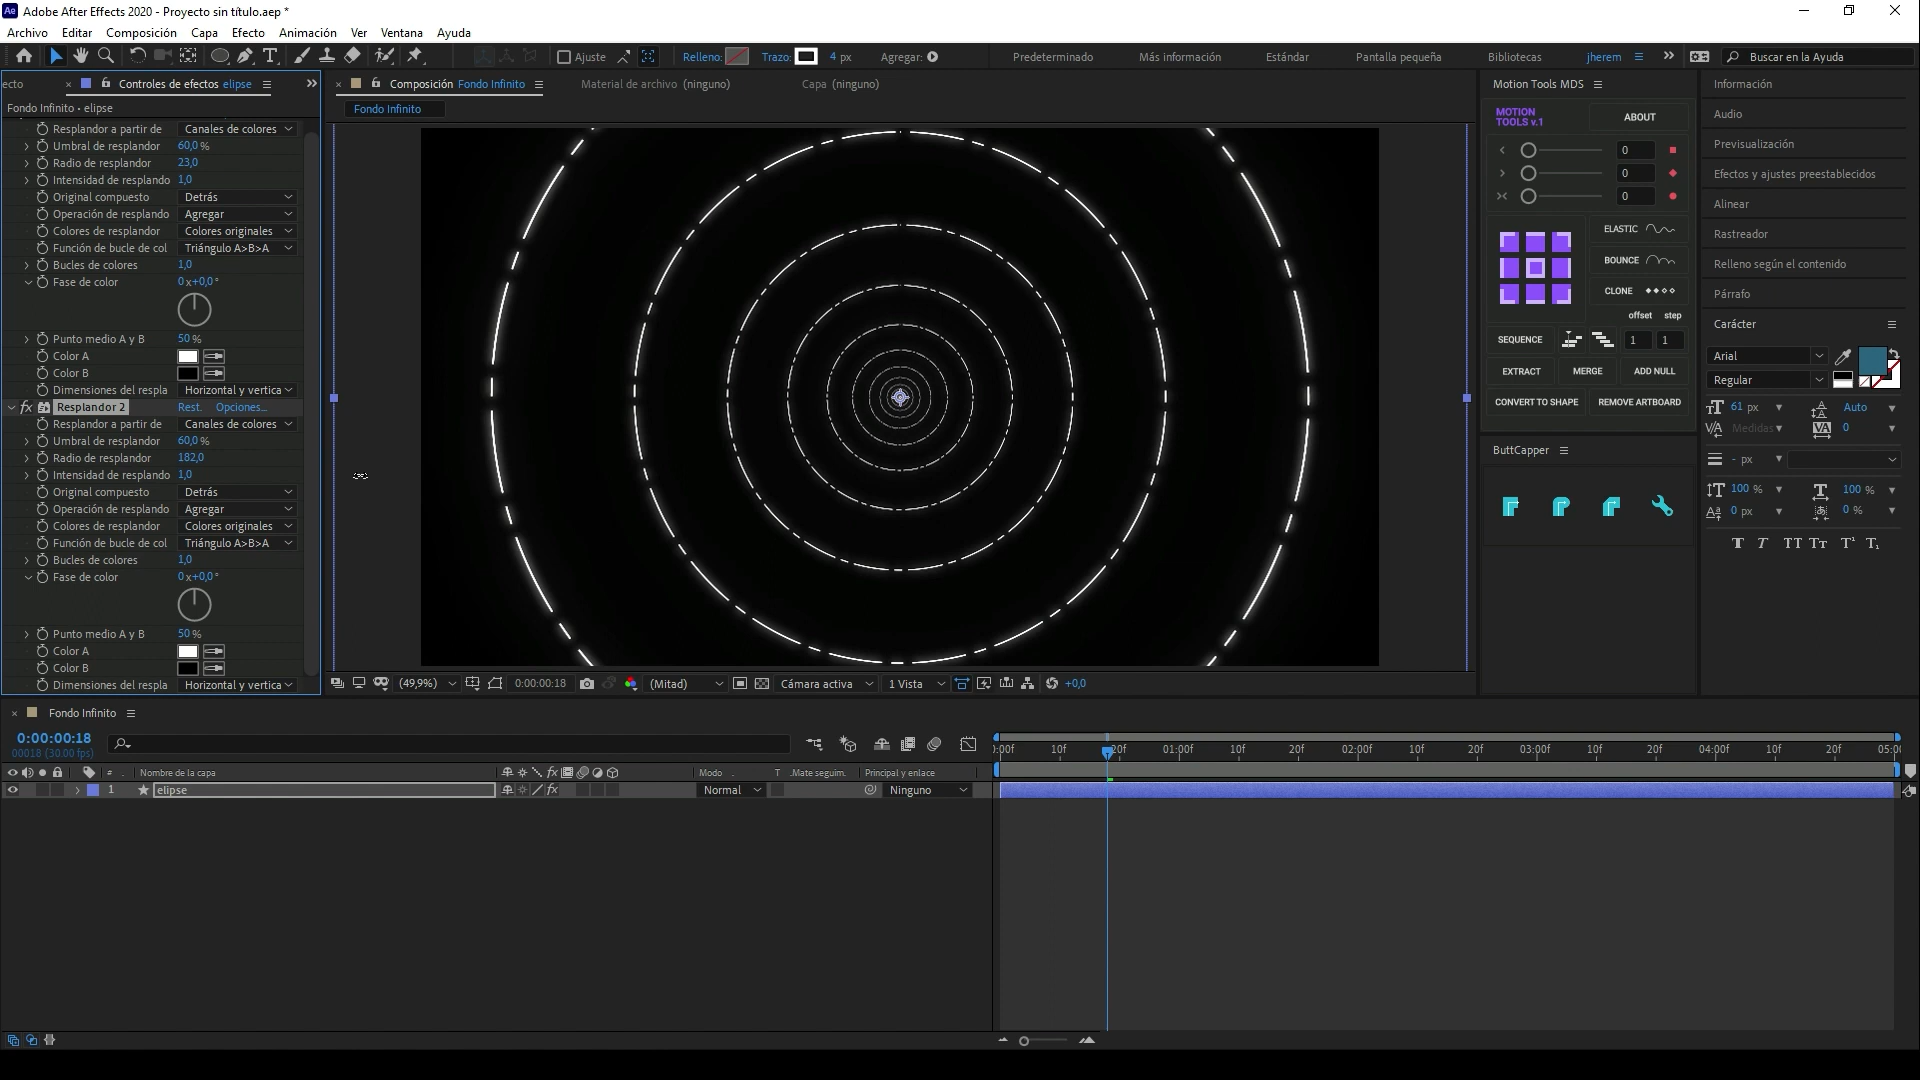 Ae Adobe After Effects 2020 - Proyecto sin título.aep *
Archivo Editar Composición Capa Efecto Animación Ver Ventana Ayuda
Ajuste Relleno: Trazo: 4 px Agregar: Predeterminado Más información Estándar Pantalla pequeña Bibliotecas jherem Buscar en la Ayuda
ecto Controles de efectos elipse
Fondo Infinito • elipse
Resplandor a partir de Canales de colores
Umbral de resplandor 60,0 %
Radio de resplandor 23,0
Intensidad de resplando 1,0
Original compuesto Detrás
Operación de resplando Agregar
Colores de resplandor Colores originales
Función de bucle de col Triángulo A>B>A
Bucles de colores 1,0
Fase de color 0 x+0,0 °
Punto medio A y B 50 %
Color A
Color B
Dimensiones del respla Horizontal y vertica
fx Resplandor 2 Rest. Opciones...
Resplandor a partir de Canales de colores
Umbral de resplandor 60,0 %
Radio de resplandor 182,0
Intensidad de resplando 1,0
Original compuesto Detrás
Operación de resplando Agregar
Colores de resplandor Colores originales
Función de bucle de col Triángulo A>B>A
Bucles de colores 1,0
Fase de color 0 x+0,0 °
Punto medio A y B 50 %
Color A
Color B
Dimensiones del respla Horizontal y vertica
Composición Fondo Infinito Material de archivo (ninguno) Capa (ninguno)
Fondo Infinito
(49,9%) 0:00:00:18 (Mitad) Cámara activa 1 Vista +0,0
Motion Tools MDS
MOTION
TOOLS v.1
ABOUT
0
0
0
ELASTIC
BOUNCE
CLONE
offset step
SEQUENCE 1 1
EXTRACT MERGE ADD NULL
CONVERT TO SHAPE REMOVE ARTBOARD
ButtCapper
Información
Audio
Previsualización
Efectos y ajustes preestablecidos
Alinear
Rastreador
Relleno según el contenido
Párrafo
Carácter
Arial
Regular
61 px Auto
Medidas 0
- px
100 % 100 %
0 px 0 %
T T TT Tt T¹ T₁
Fondo Infinito
0:00:00:18
00018 (30.00 fps)
# Nombre de la capa fx Modo T .Mate seguim. Principal y enlace
1 elipse fx Normal Ninguno
):00f 10f 20f 01:00f 10f 20f 02:00f 10f 20f 03:00f 10f 20f 04:00f 10f 20f 05:0